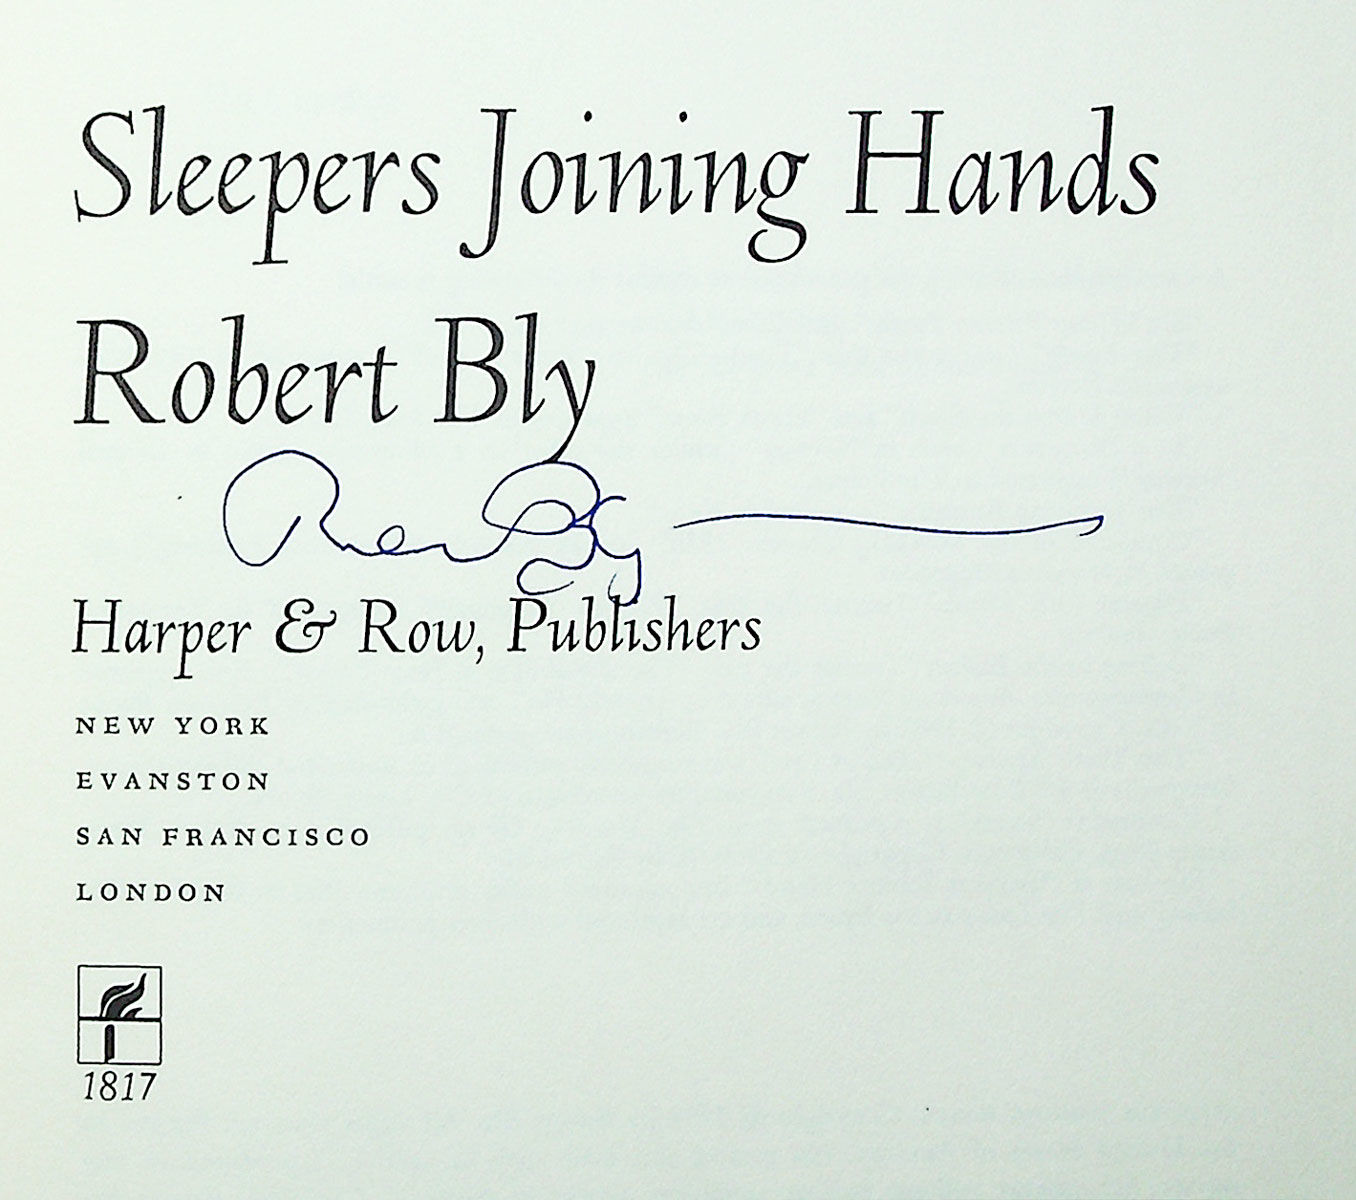 Sleepers Joining Hands
Robert Bly
Harper & Row, Publishers
NEW YORK
EVANSTON
SAN FRANCISCO
LONDON
1817